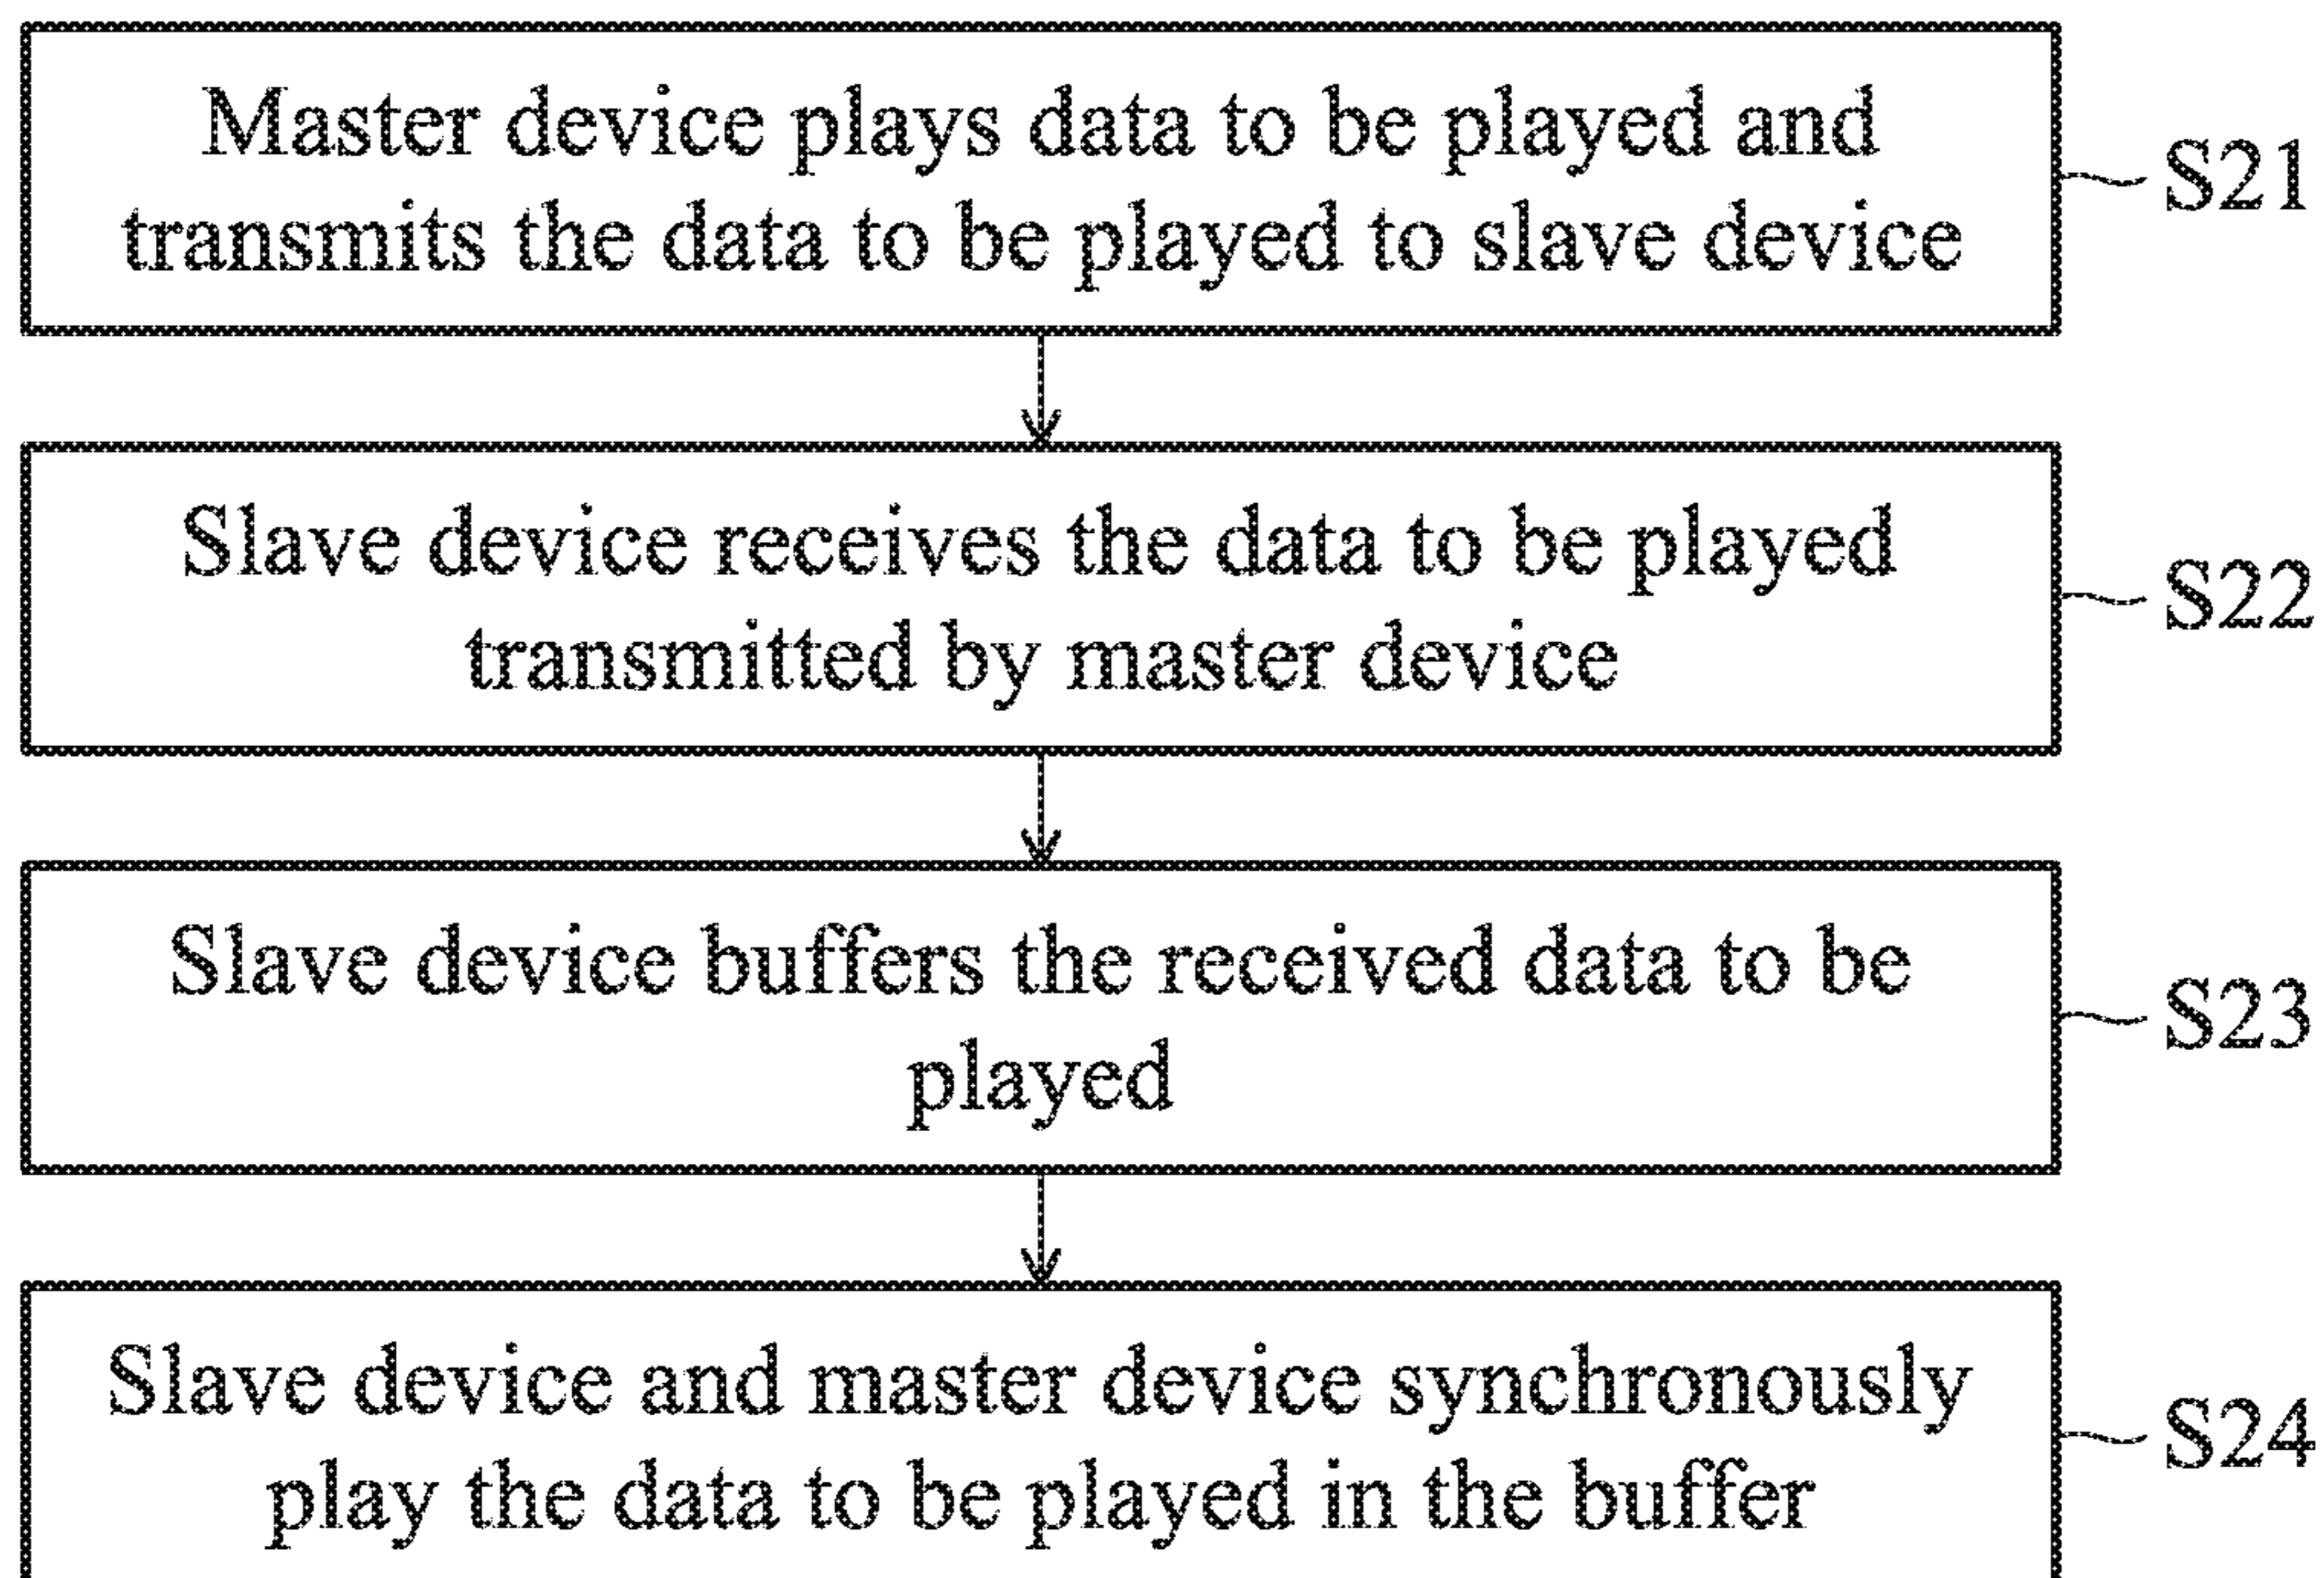 Master device plays data to be played and
transmits the data to be played to slave device
S21
Slave device receives the data to be played
transmitted by master device
S22
Slave device buffers the received data to be
played
S23
Slave device and master device synchronously
play the data to be played in the buffer
S24